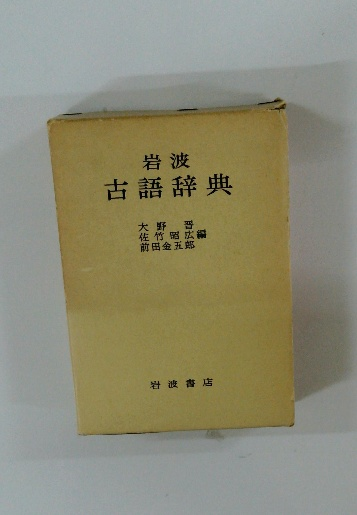 岩波
古語辞典
大野晋
佐竹昭広編
前田金五郎
岩波書店